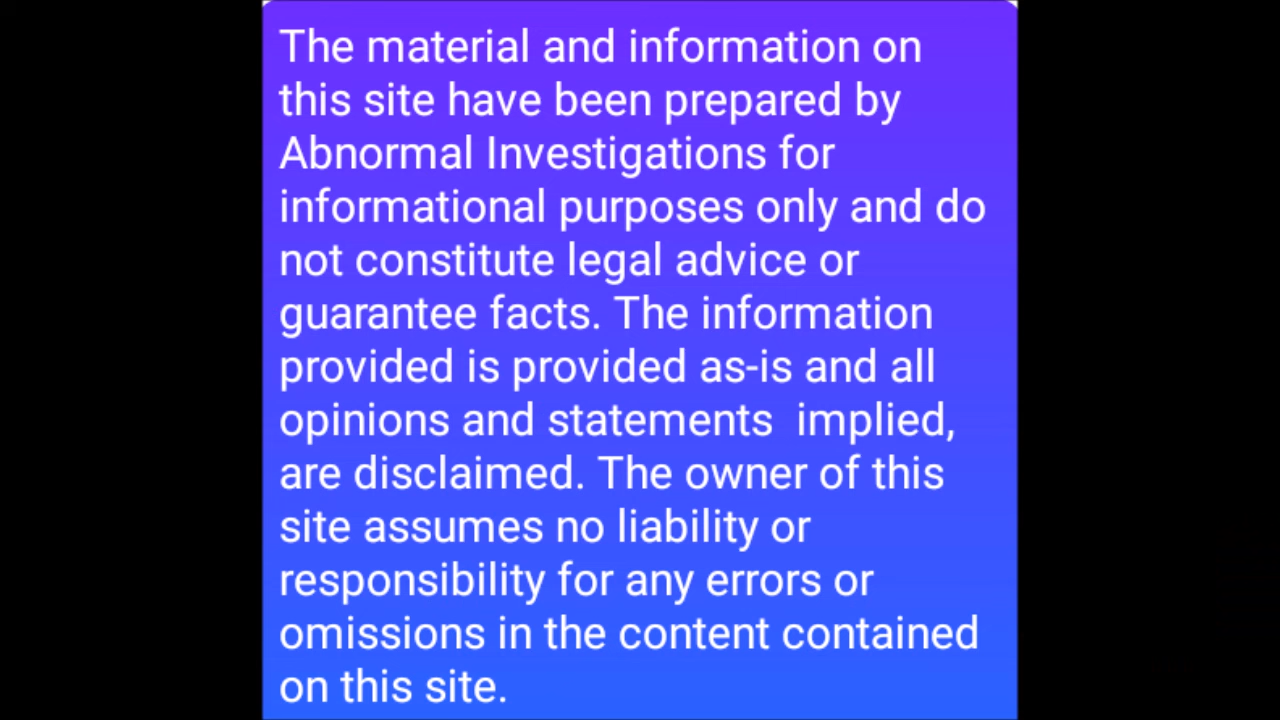 The material and information on
this site have been prepared by
Abnormal Investigations for
informational purposes only and do
not constitute legal advice or
guarantee facts. The information
provided is provided as-is and all
opinions and statements  implied,
are disclaimed. The owner of this
site assumes no liability or
responsibility for any errors or
omissions in the content contained
on this site.